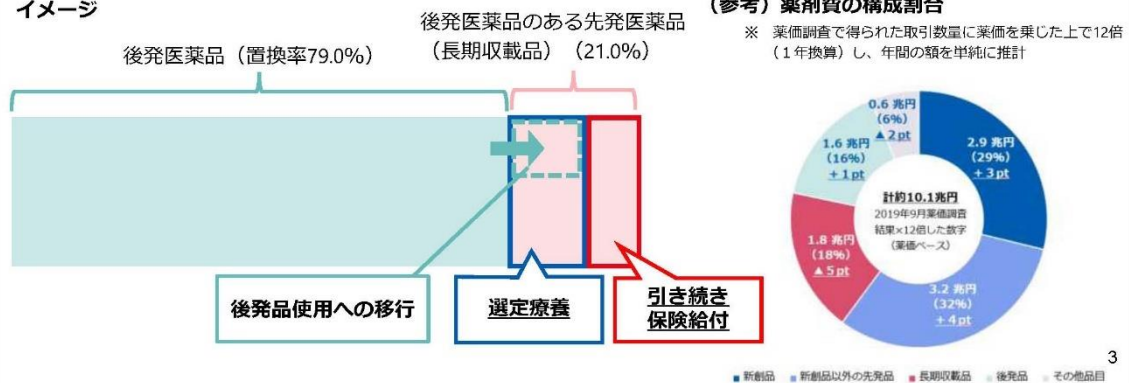 イメージ
後発医薬品（置換率79.0%）
後発医薬品のある先発医薬品
（長期収載品）（21.0%）
後発品使用への移行
選定療養
引き続き
保険給付
（参考）薬剤費の構成割合
※ 薬価調査で得られた取引数量に薬価を乗じた上で12倍
（１年換算）し、年間の額を単純に推計
0.6 兆円
(6%)
▲ 2 pt
2.9 兆円
(29%)
+ 3 pt
1.6 兆円
(16%)
+ 1 pt
計約10.1兆円
2019年9月薬価調査
結果×12倍した数字
（薬価ベース）
1.8 兆円
(18%)
▲ 5 pt
3.2 兆円
(32%)
+ 4 pt
3
■ 新創品 ■ 新創品以外の先発品 ■ 長期収載品 ■ 後発品 ■ その他品目